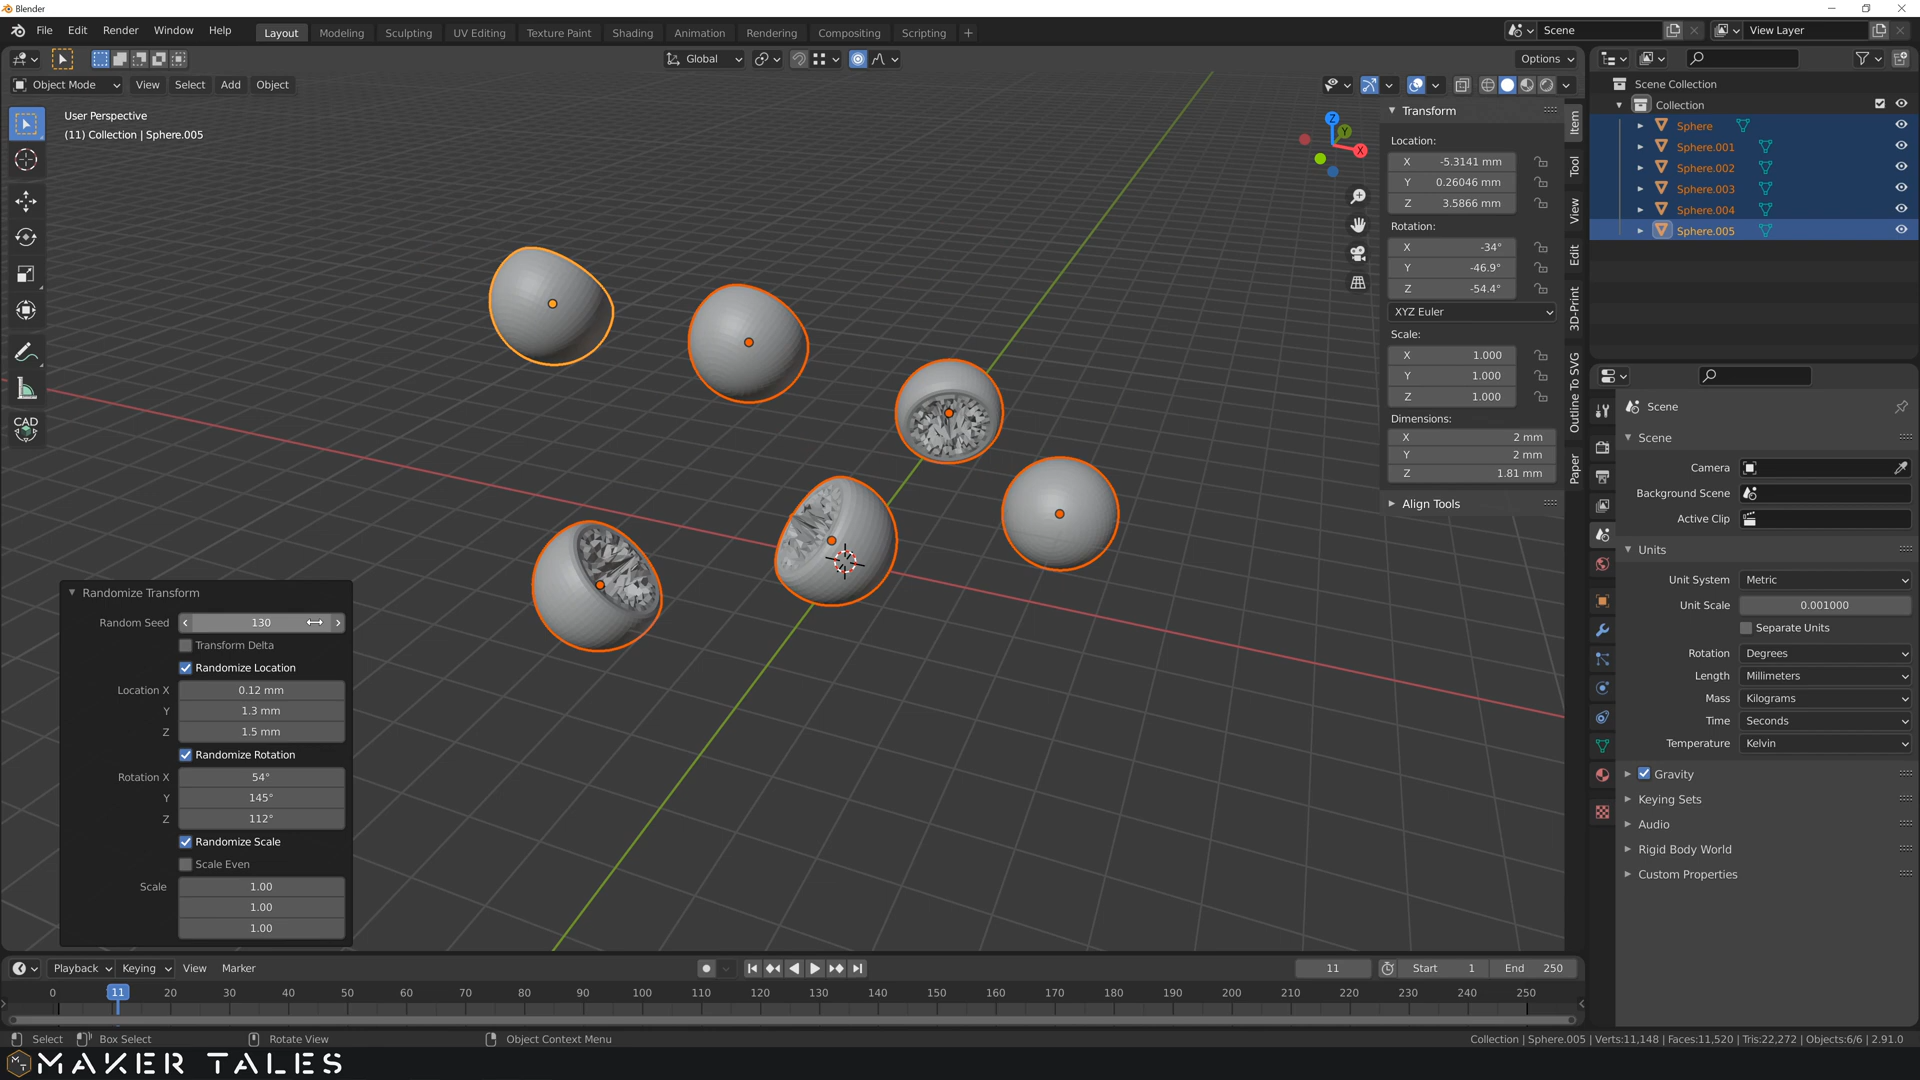 Blender
File Edit Render Window Help
Layout Modeling Sculpting UV Editing Texture Paint Shading Animation Rendering Compositing Scripting +
Scene
View Layer
Global
Options
Object Mode View Select Add Object
User Perspective
(11) Collection | Sphere.005
Z
Y
X
CAD
Transform
Location:
X -5.3141 mm
Y 0.26046 mm
Z 3.5866 mm
Rotation:
X -34°
Y -46.9°
Z -54.4°
XYZ Euler
Scale:
X 1.000
Y 1.000
Z 1.000
Dimensions:
X 2 mm
Y 2 mm
Z 1.81 mm
Align Tools
Item
Tool
View
Edit
3D-Print
Outline To SVG
Paper
Scene Collection
Collection
Sphere
Sphere.001
Sphere.002
Sphere.003
Sphere.004
Sphere.005
Scene
Scene
Camera
Background Scene
Active Clip
Units
Unit System Metric
Unit Scale 0.001000
Separate Units
Rotation Degrees
Length Millimeters
Mass Kilograms
Time Seconds
Temperature Kelvin
Gravity
Keying Sets
Audio
Rigid Body World
Custom Properties
Randomize Transform
Random Seed 130
Transform Delta
Randomize Location
Location X 0.12 mm
Y 1.3 mm
Z 1.5 mm
Randomize Rotation
Rotation X 54°
Y 145°
Z 112°
Randomize Scale
Scale Even
Scale 1.00
1.00
1.00
Playback Keying View Marker
11 Start 1 End 250
0 11 20 30 40 50 60 70 80 90 100 110 120 130 140 150 160 170 180 190 200 210 220 230 240 250
Select Box Select Rotate View Object Context Menu
Collection | Sphere.005 | Verts:11,148 | Faces:11,520 | Tris:22,272 | Objects:6/6 | 2.91.0
MAKER TALES